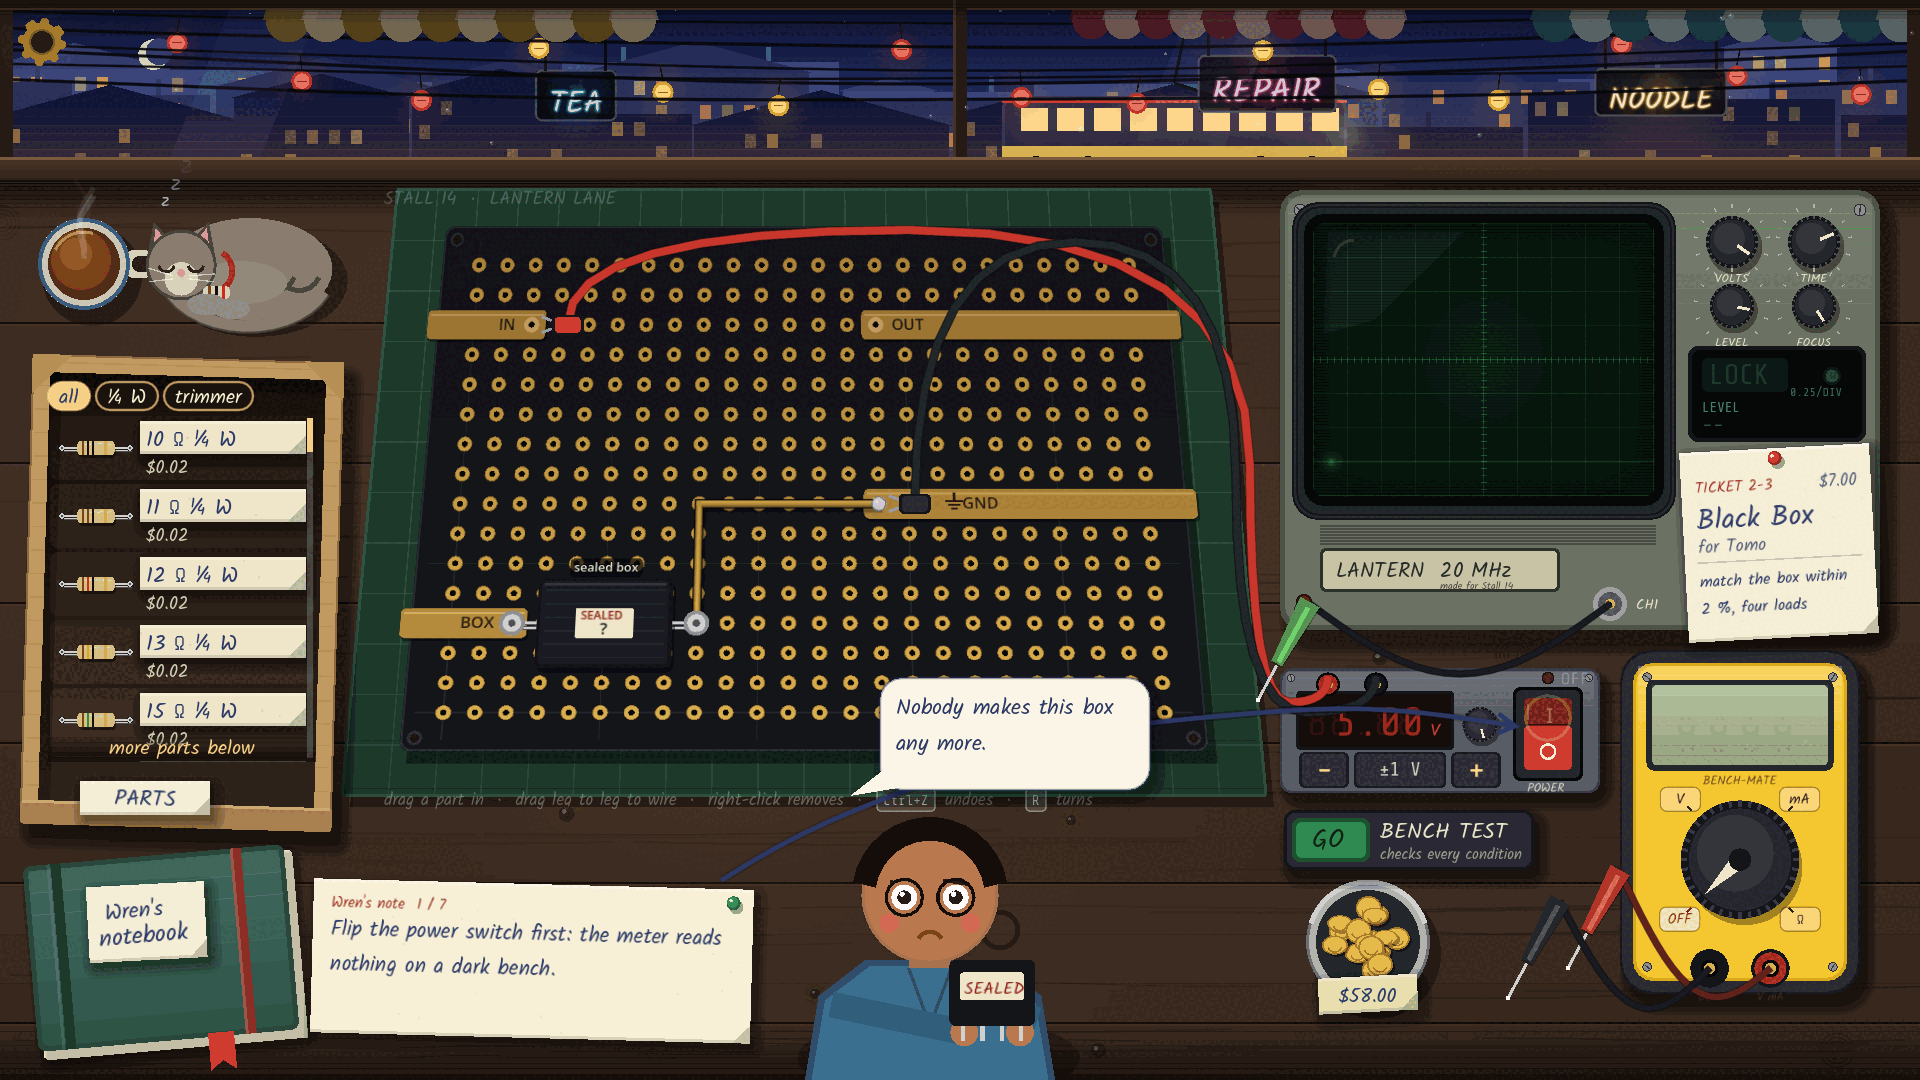 TEA
REPAIR
NOODLE
z
z
z
STALL 14 · LANTERN LANE
IN
OUT
GND
sealed box
BOX
SEALED
?
all
¼ W
trimmer
10 Ω ¼ W
$0.02
11 Ω ¼ W
$0.02
12 Ω ¼ W
$0.02
13 Ω ¼ W
$0.02
15 Ω ¼ W
$0.02
more parts below
PARTS
VOLTS
TIME
LEVEL
FOCUS
LOCK
0.25/DIV
LEVEL
--
LANTERN 20 MHz
made for Stall 14
CH1
TICKET 2-3
$7.00
Black Box
for Tomo
match the box within
2 %, four loads
Nobody makes this box
any more.
drag a part in · drag leg to leg to wire · right-click removes · Ctrl+Z undoes · R turns
5.00 V
OFF
I
−
±1 V
+
POWER
GO
BENCH TEST
checks every condition
BENCH-MATE
V
mA
OFF
Ω
$58.00
Wren's
notebook
Wren's note 1 / 7
Flip the power switch first: the meter reads
nothing on a dark bench.
SEALED